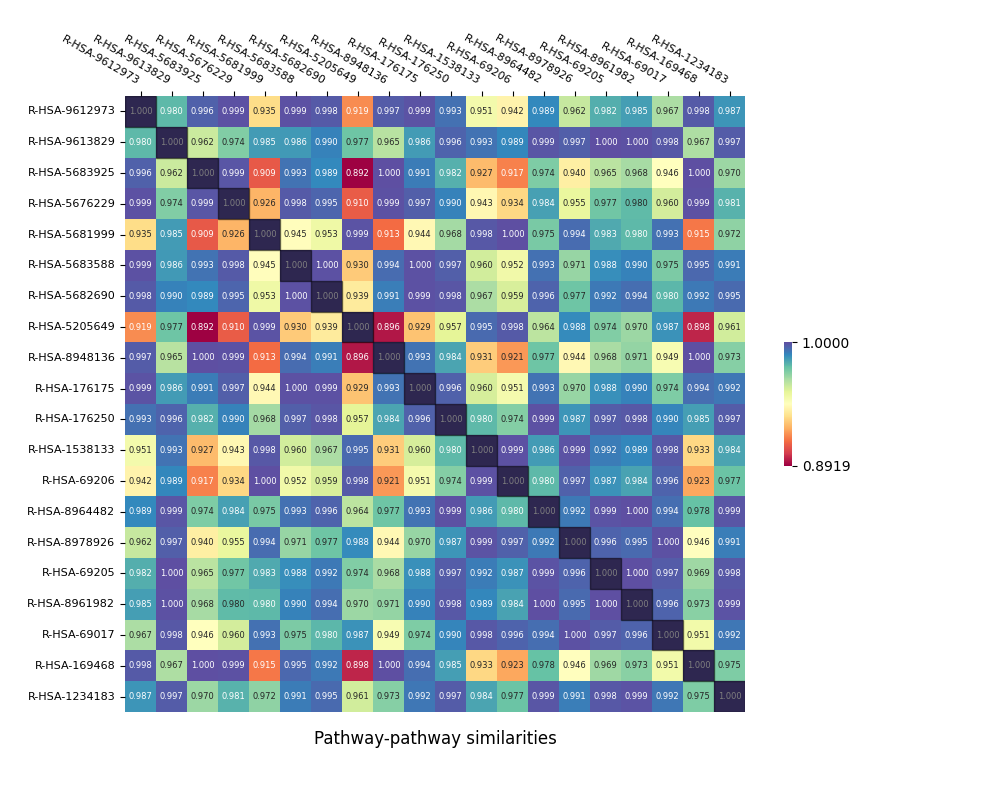 R-HSA-9612973
R-HSA-9613829
R-HSA-5683925
R-HSA-5676229
R-HSA-5681999
R-HSA-5683588
R-HSA-5682690
R-HSA-5205649
R-HSA-8948136
R-HSA-176175
R-HSA-176250
R-HSA-1538133
R-HSA-69206
R-HSA-8964482
R-HSA-8978926
R-HSA-69205
R-HSA-8961982
R-HSA-69017
R-HSA-169468
R-HSA-1234183
R-HSA-9612973 1.000 0.980 0.996 0.999 0.935 0.999 0.998 0.919 0.997 0.999 0.993 0.951 0.942 0.989 0.962 0.982 0.985 0.967 0.998 0.987
R-HSA-9613829 0.980 1.000 0.962 0.974 0.985 0.986 0.990 0.977 0.965 0.986 0.996 0.993 0.989 0.999 0.997 1.000 1.000 0.998 0.967 0.997
R-HSA-5683925 0.996 0.962 1.000 0.999 0.909 0.993 0.989 0.892 1.000 0.991 0.982 0.927 0.917 0.974 0.940 0.965 0.968 0.946 1.000 0.970
R-HSA-5676229 0.999 0.974 0.999 1.000 0.926 0.998 0.995 0.910 0.999 0.997 0.990 0.943 0.934 0.984 0.955 0.977 0.980 0.960 0.999 0.981
R-HSA-5681999 0.935 0.985 0.909 0.926 1.000 0.945 0.953 0.999 0.913 0.944 0.968 0.998 1.000 0.975 0.994 0.983 0.980 0.993 0.915 0.972
R-HSA-5683588 0.999 0.986 0.993 0.998 0.945 1.000 1.000 0.930 0.994 1.000 0.997 0.960 0.952 0.993 0.971 0.988 0.990 0.975 0.995 0.991
R-HSA-5682690 0.998 0.990 0.989 0.995 0.953 1.000 1.000 0.939 0.991 0.999 0.998 0.967 0.959 0.996 0.977 0.992 0.994 0.980 0.992 0.995
R-HSA-5205649 0.919 0.977 0.892 0.910 0.999 0.930 0.939 1.000 0.896 0.929 0.957 0.995 0.998 0.964 0.988 0.974 0.970 0.987 0.898 0.961
R-HSA-8948136 0.997 0.965 1.000 0.999 0.913 0.994 0.991 0.896 1.000 0.993 0.984 0.931 0.921 0.977 0.944 0.968 0.971 0.949 1.000 0.973
R-HSA-176175 0.999 0.986 0.991 0.997 0.944 1.000 0.999 0.929 0.993 1.000 0.996 0.960 0.951 0.993 0.970 0.988 0.990 0.974 0.994 0.992
R-HSA-176250 0.993 0.996 0.982 0.990 0.968 0.997 0.998 0.957 0.984 0.996 1.000 0.980 0.974 0.999 0.987 0.997 0.998 0.990 0.985 0.997
R-HSA-1538133 0.951 0.993 0.927 0.943 0.998 0.960 0.967 0.995 0.931 0.960 0.980 1.000 0.999 0.986 0.999 0.992 0.989 0.998 0.933 0.984
R-HSA-69206 0.942 0.989 0.917 0.934 1.000 0.952 0.959 0.998 0.921 0.951 0.974 0.999 1.000 0.980 0.997 0.987 0.984 0.996 0.923 0.977
R-HSA-8964482 0.989 0.999 0.974 0.984 0.975 0.993 0.996 0.964 0.977 0.993 0.999 0.986 0.980 1.000 0.992 0.999 1.000 0.994 0.978 0.999
R-HSA-8978926 0.962 0.997 0.940 0.955 0.994 0.971 0.977 0.988 0.944 0.970 0.987 0.999 0.997 0.992 1.000 0.996 0.995 1.000 0.946 0.991
R-HSA-69205 0.982 1.000 0.965 0.977 0.983 0.988 0.992 0.974 0.968 0.988 0.997 0.992 0.987 0.999 0.996 1.000 1.000 0.997 0.969 0.998
R-HSA-8961982 0.985 1.000 0.968 0.980 0.980 0.990 0.994 0.970 0.971 0.990 0.998 0.989 0.984 1.000 0.995 1.000 1.000 0.996 0.973 0.999
R-HSA-69017 0.967 0.998 0.946 0.960 0.993 0.975 0.980 0.987 0.949 0.974 0.990 0.998 0.996 0.994 1.000 0.997 0.996 1.000 0.951 0.992
R-HSA-169468 0.998 0.967 1.000 0.999 0.915 0.995 0.992 0.898 1.000 0.994 0.985 0.933 0.923 0.978 0.946 0.969 0.973 0.951 1.000 0.975
R-HSA-1234183 0.987 0.997 0.970 0.981 0.972 0.991 0.995 0.961 0.973 0.992 0.997 0.984 0.977 0.999 0.991 0.998 0.999 0.992 0.975 1.000
1.0000
0.8919
Pathway-pathway similarities